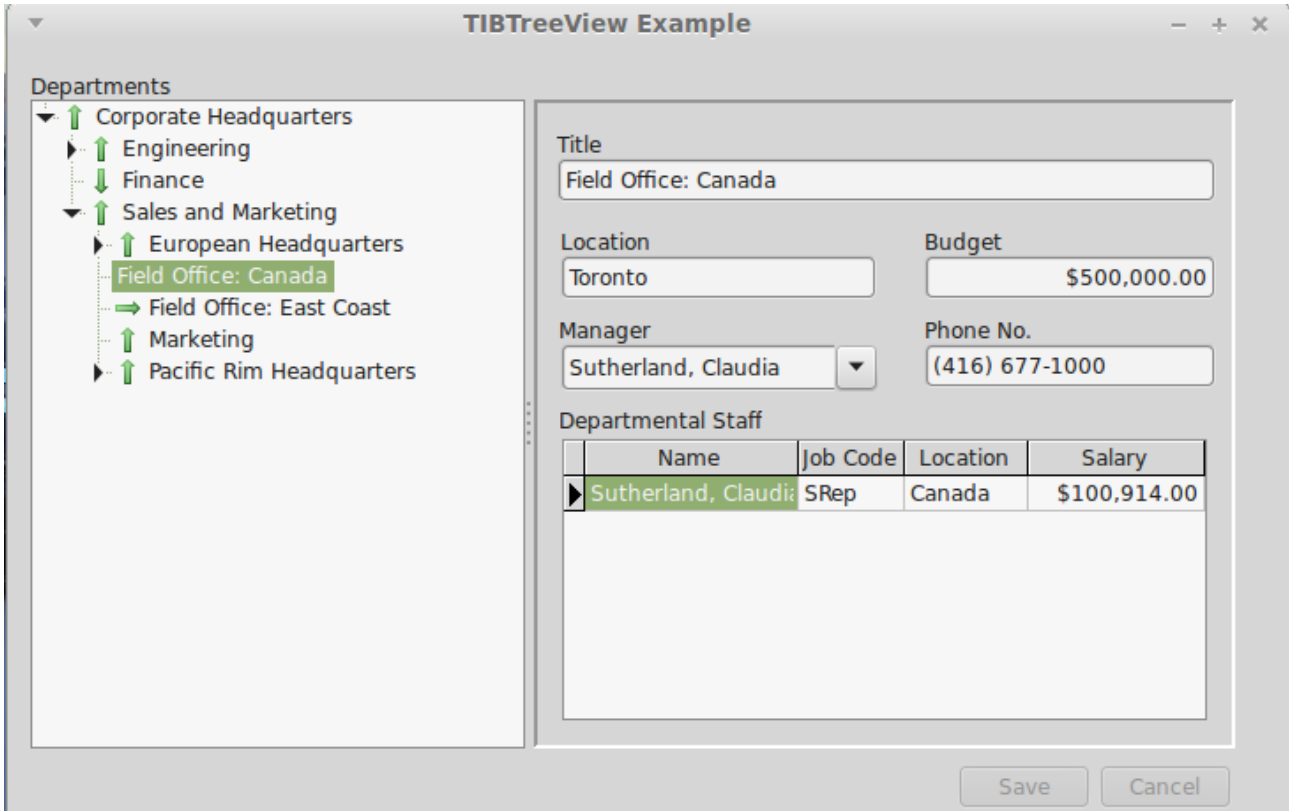 TIBTreeView Example
Departments
Corporate Headquarters
Engineering
Finance
Sales and Marketing
European Headquarters
Field Office: Canada
Field Office: East Coast
Marketing
Pacific Rim Headquarters
Title
Field Office: Canada
Location Budget
Toronto $500,000.00
Manager Phone No.
Sutherland, Claudia (416) 677-1000
Departmental Staff
Name Job Code Location Salary
Sutherland, Claudia SRep Canada $100,914.00
Save Cancel